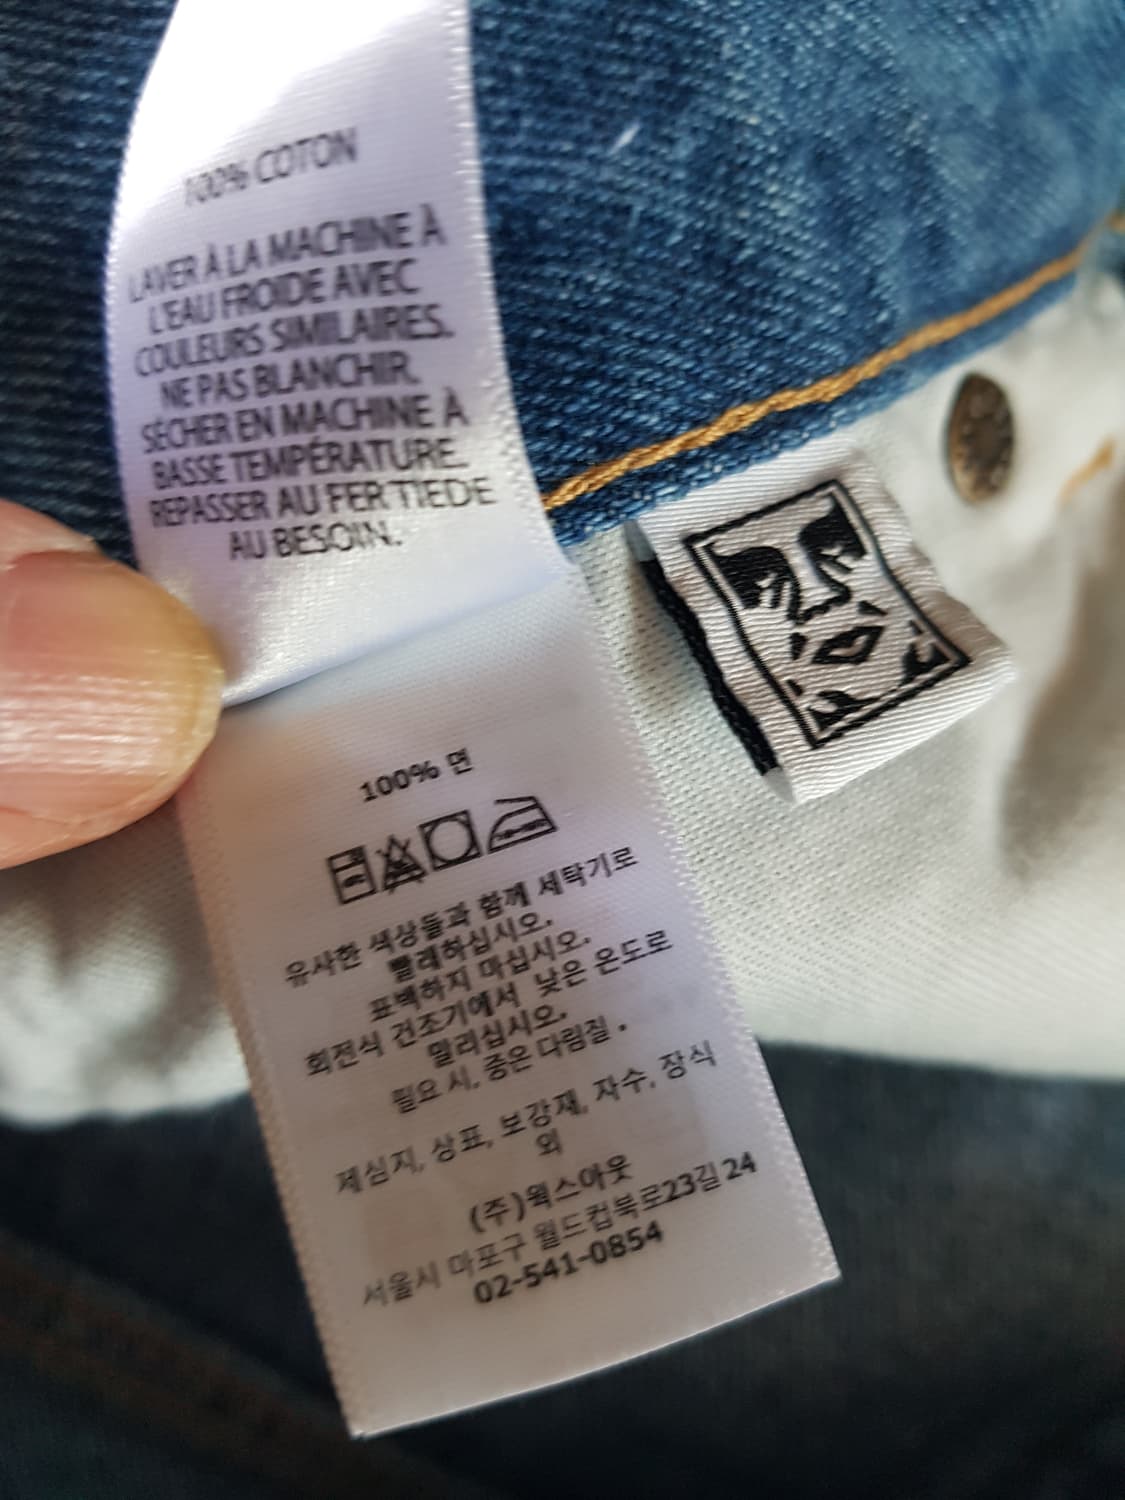 100% COTON
LAVER À LA MACHINE À
L'EAU FROIDE AVEC
COULEURS SIMILAIRES.
NE PAS BLANCHIR.
SÉCHER EN MACHINE À
BASSE TEMPÉRATURE.
REPASSER AU FER TIEDE
AU BESOIN.
100% 면
유사한 색상들과 함께 세탁기로
빨래하십시오.
표백하지 마십시오.
회전식 건조기에서 낮은 온도로
말리십시오.
필요 시, 중온 다림질.
제심지, 상표, 보강재, 자수, 장식
외
(주)웍스아웃
서울시 마포구 월드컵북로23길 24
02-541-0854